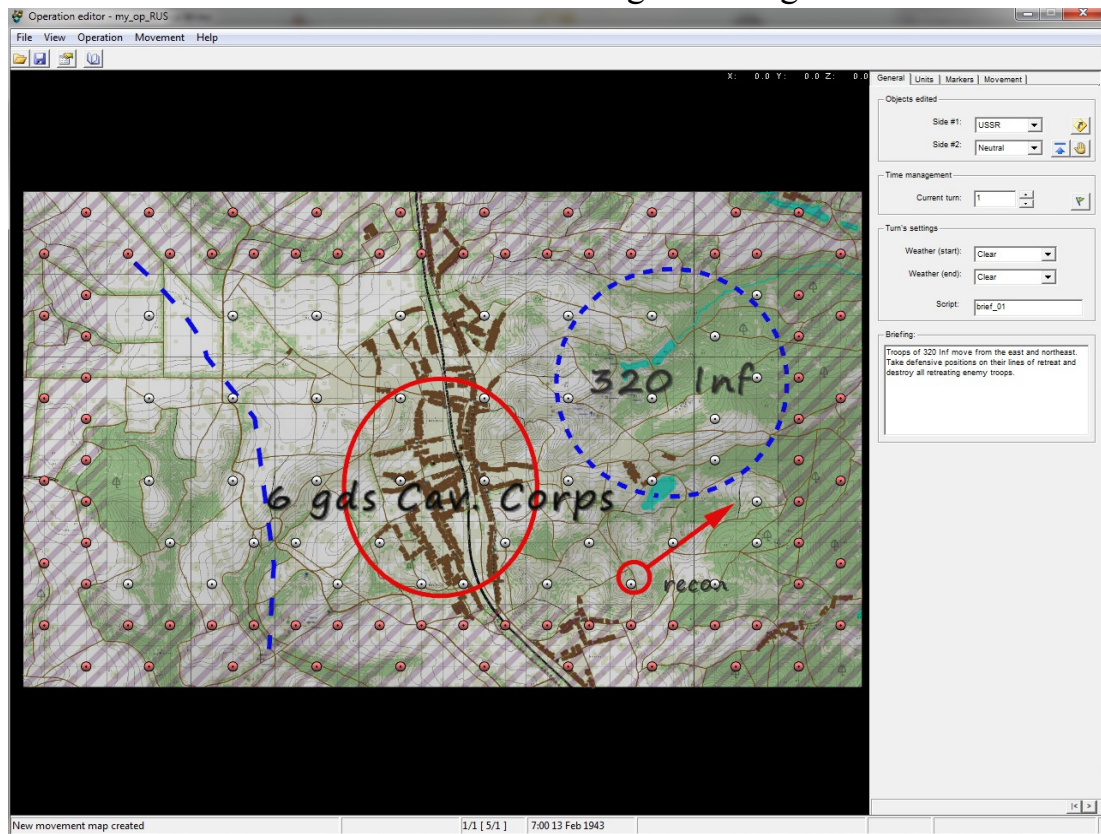 Operation editor - my_op_RUS
File View Operation Movement Help
X: 0.0 Y: 0.0 Z: 0.0
General Units Markers Movement
Objects edited
Side #1: USSR
Side #2: Neutral
Time management
Current turn: 1
Turn's settings
Weather (start): Clear
Weather (end): Clear
Script: brief_01
Briefing:
Troops of 320 Inf move from the east and northeast.
Take defensive positions on their lines of retreat and
destroy all retreating enemy troops.
320 Inf
6 gds Cav. Corps
recon
New movement map created 1/1 [ 5/1 ] 7:00 13 Feb 1943